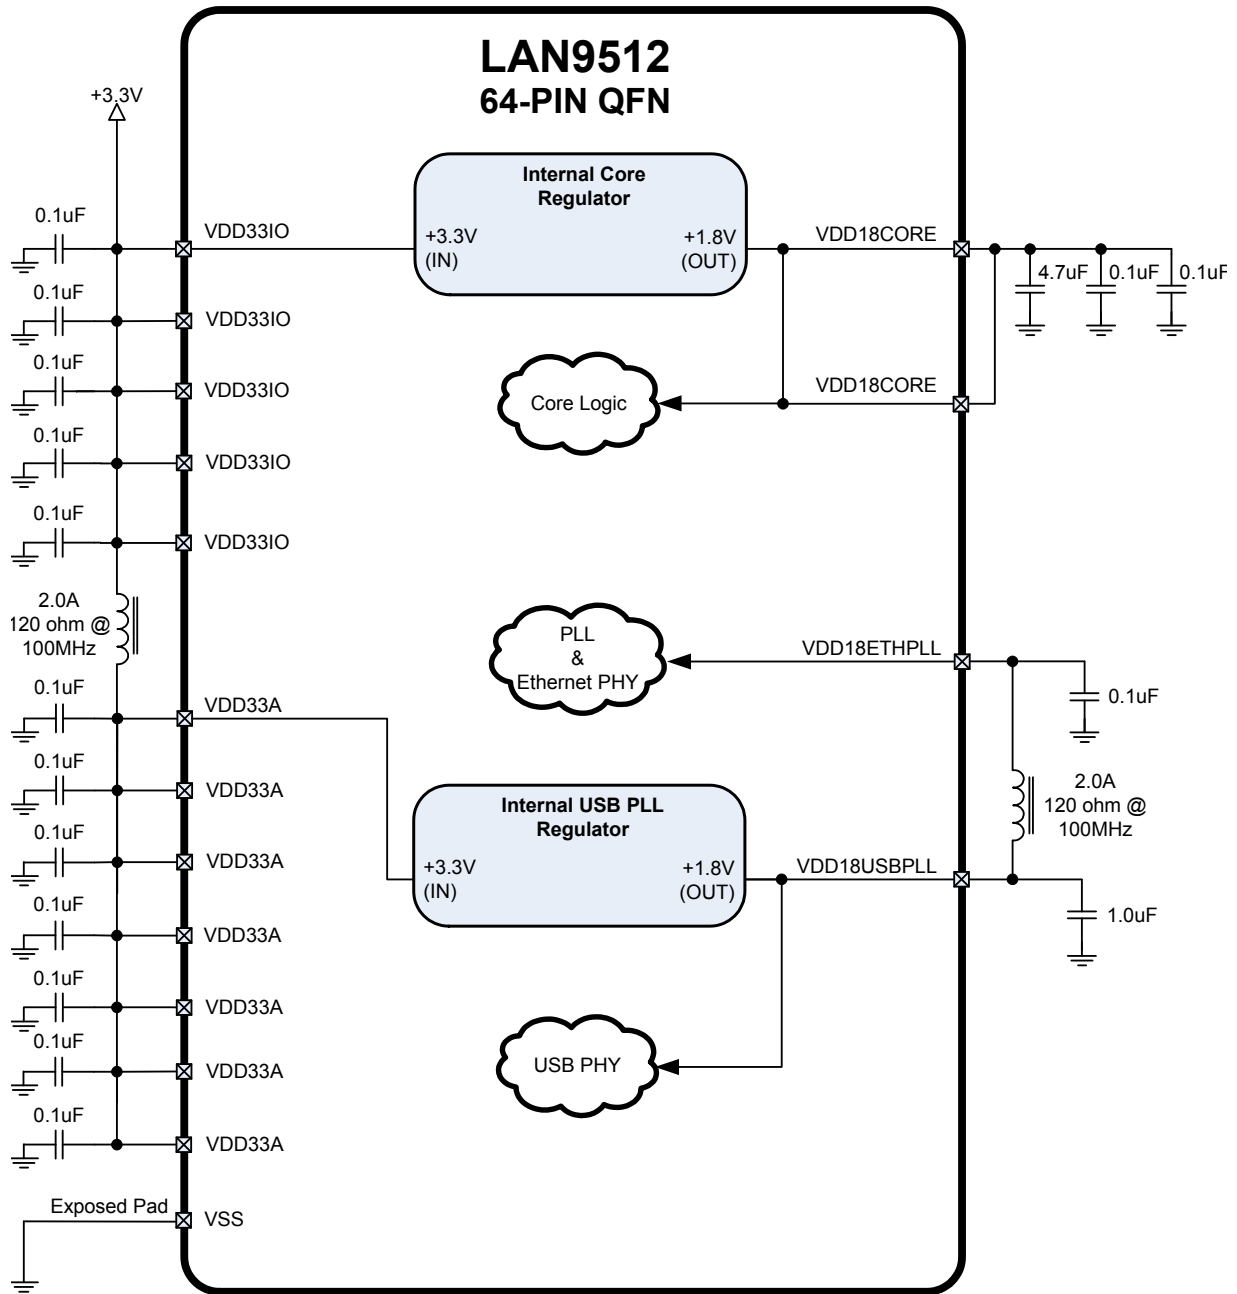 LAN9512
64-PIN QFN
+3.3V
Internal Core
Regulator
0.1uF
VDD33IO
+3.3V
(IN)
+1.8V
(OUT)
VDD18CORE
4.7uF
0.1uF
0.1uF
0.1uF
VDD33IO
0.1uF
VDD33IO
Core Logic
VDD18CORE
0.1uF
VDD33IO
0.1uF
VDD33IO
2.0A
120 ohm @
100MHz
PLL
&
Ethernet PHY
VDD18ETHPLL
0.1uF
0.1uF
VDD33A
0.1uF
VDD33A
Internal USB PLL
Regulator
2.0A
120 ohm @
100MHz
0.1uF
VDD33A
+3.3V
(IN)
+1.8V
(OUT)
VDD18USBPLL
1.0uF
0.1uF
VDD33A
0.1uF
VDD33A
0.1uF
VDD33A
USB PHY
0.1uF
VDD33A
Exposed Pad
VSS